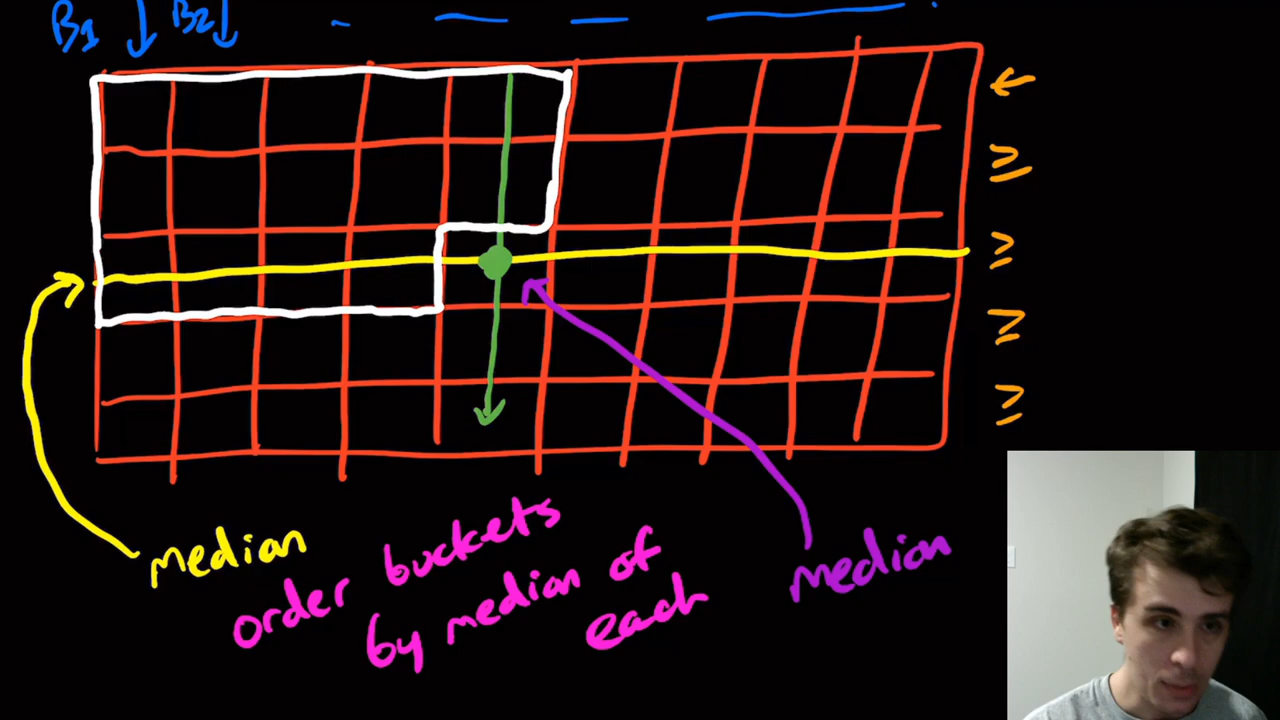 B1 ↓ B2 ↓
←
≥
≥
≥
≥
median
order buckets
by median of
each
median